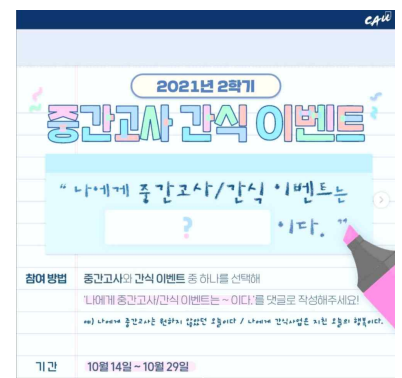 CAU
2021년 2학기
중간고사 간식 이벤트
“ 나에게 중간고사/간식 이벤트는
? 이다. ”
참여 방법 중간고사와 간식 이벤트 중 하나를 선택해
'나에게 중간고사/간식 이벤트는 ~ 이다.'를 댓글로 작성해주세요!
예) 나에게 중간고사는 원하지 않았던 오늘이다 / 나에게 간식사업은 지친 오늘의 행복이다.
기간 10월 14일 ~ 10월 29일